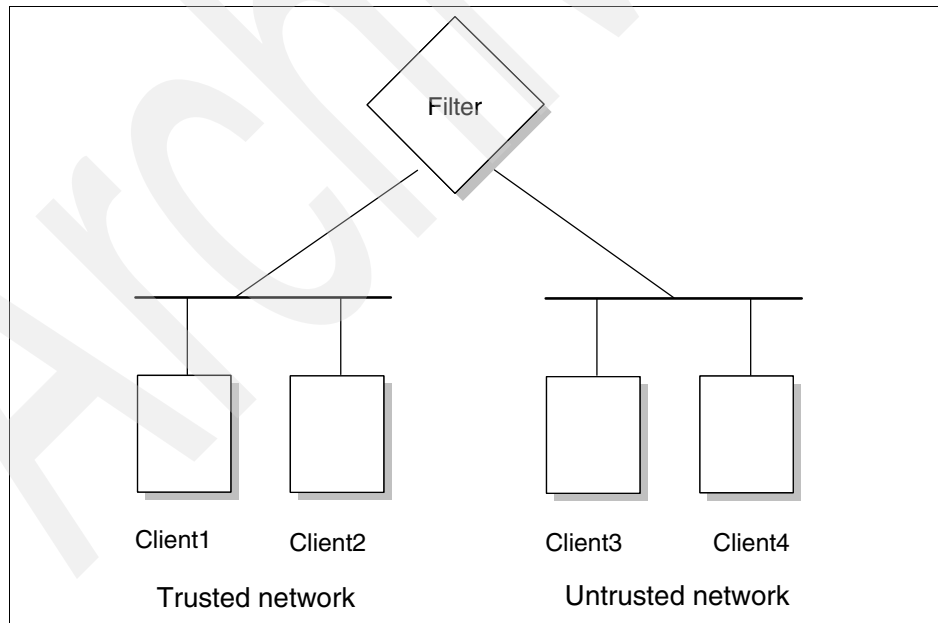 Filter
Client1
Client2
Client3
Client4
Trusted network
Untrusted network